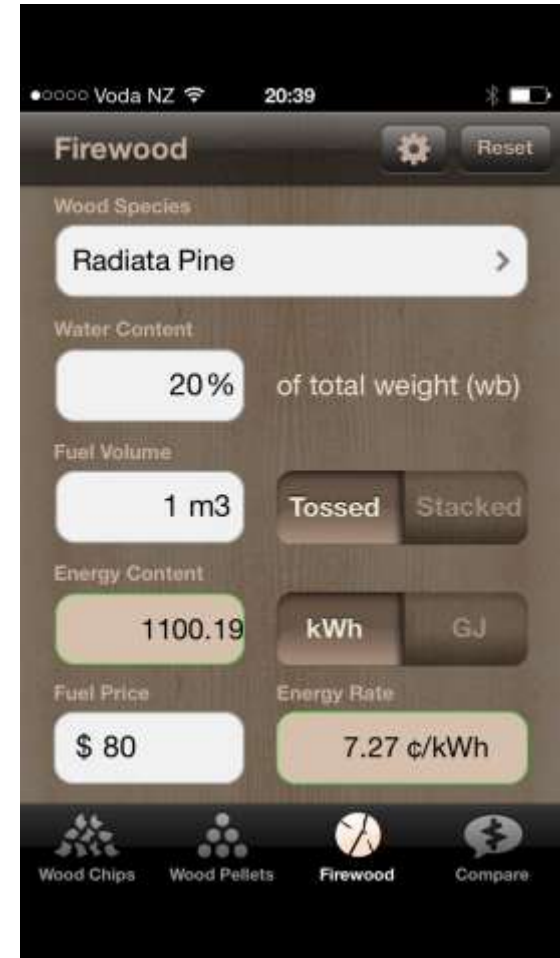 Voda NZ 20:39
Firewood Reset
Wood Species
Radiata Pine
Water Content
20% of total weight (wb)
Fuel Volume
1 m3 Tossed Stacked
Energy Content
1100.19 kWh GJ
Fuel Price Energy Rate
$ 80 7.27 ¢/kWh
Wood Chips Wood Pellets Firewood Compare